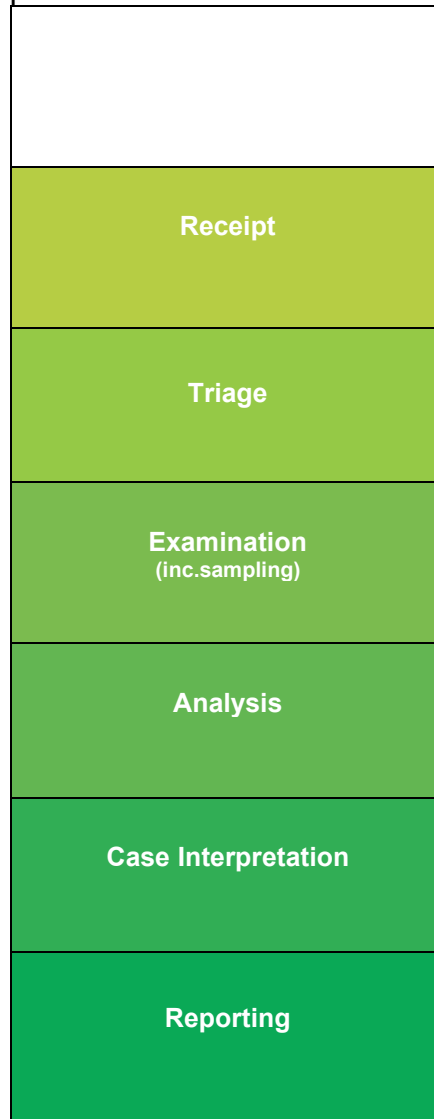 Receipt
Triage
Examination
(inc.sampling)
Analysis
Case Interpretation
Reporting